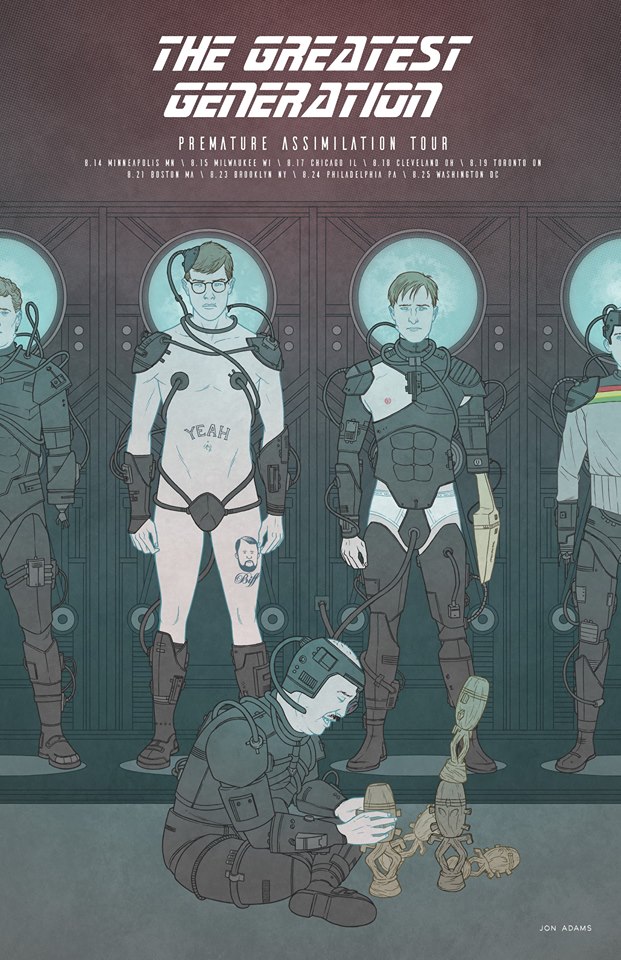 THE GREATEST
GENERATION
PREMATURE ASSIMILATION TOUR
8.14 MINNEAPOLIS MN \ 8.15 MILWAUKEE WI \ 8.17 CHICAGO IL \ 8.18 CLEVELAND OH \ 8.19 TORONTO ON
8.21 BOSTON MA / 8.23 BROOKLYN NY / 8.24 PHILADELPHIA PA \ 8.25 WASHINGTON DC
YEAH
Biff
JON ADAMS